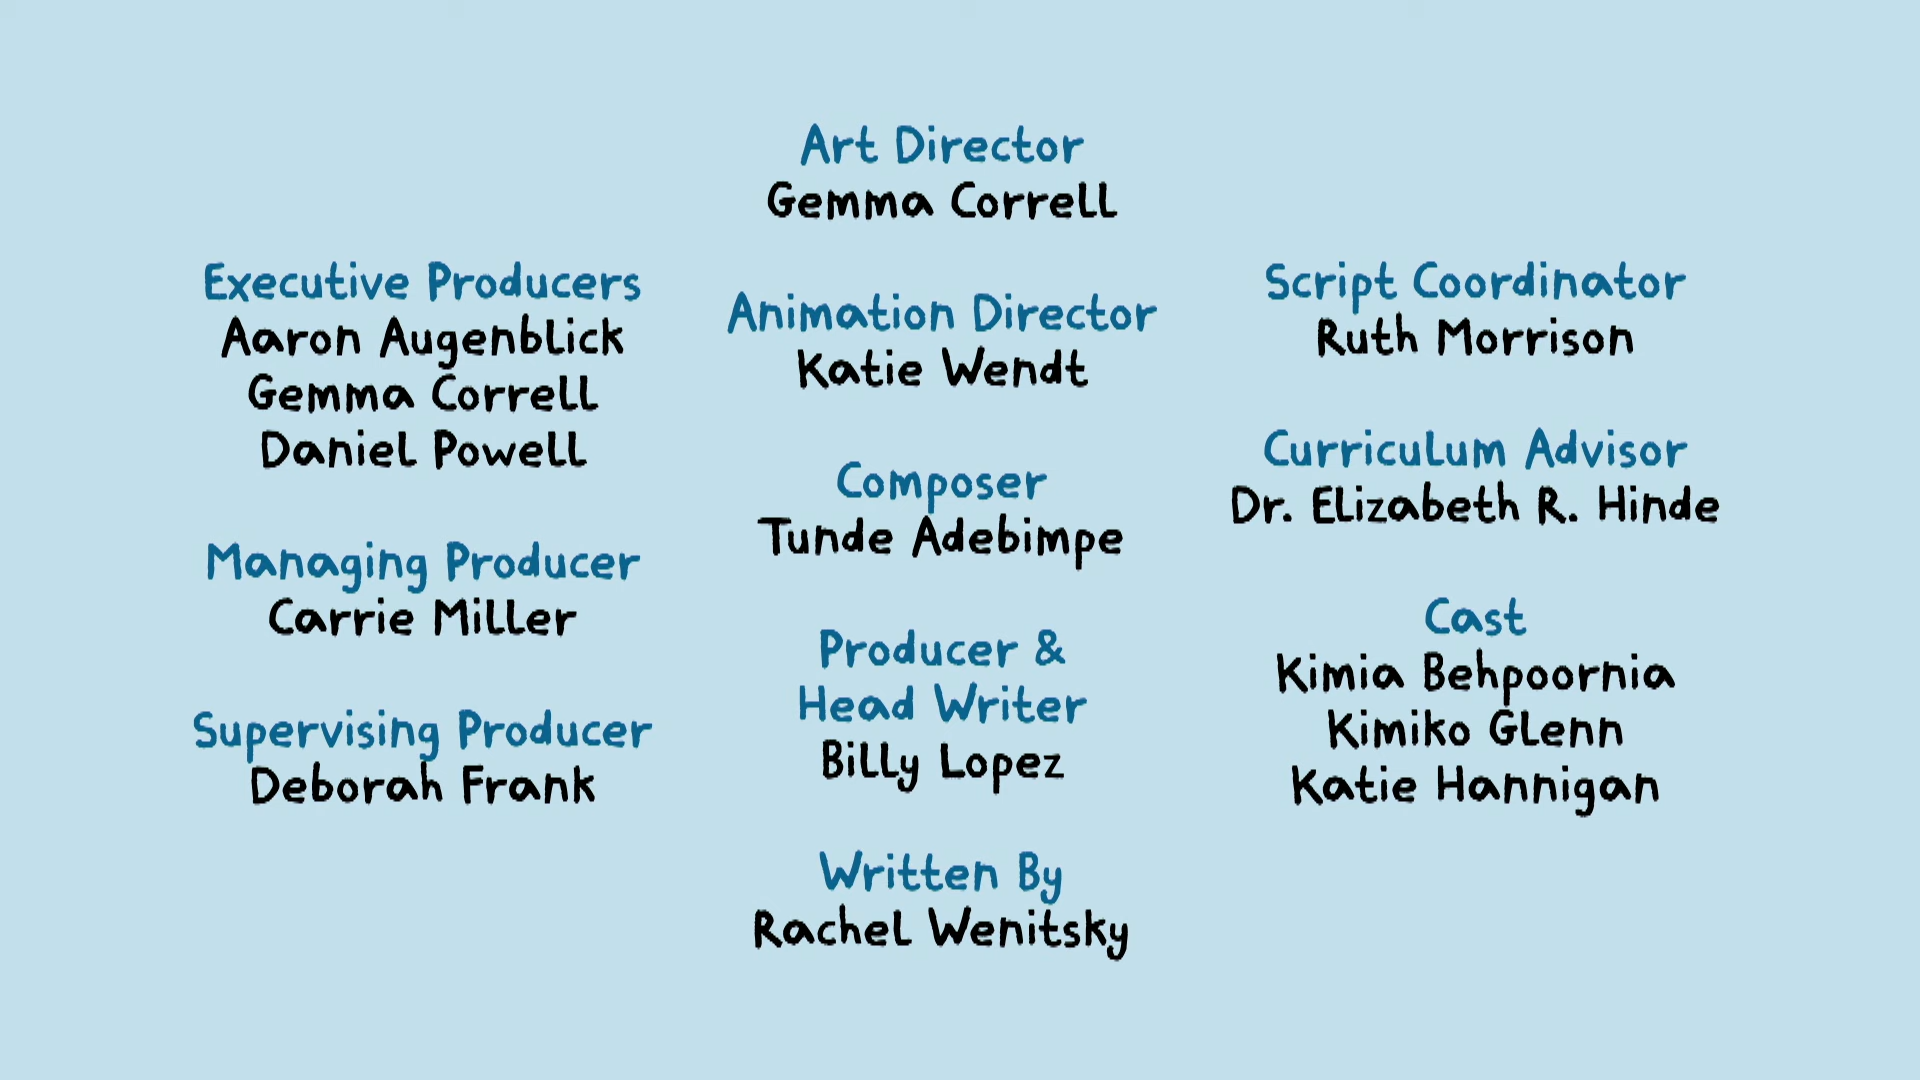 Executive Producers
Aaron Augenblick
Gemma Correll
Daniel Powell
Managing Producer
Carrie Miller
Supervising Producer
Deborah Frank
Art Director
Gemma Correll
Animation Director
Katie Wendt
Composer
Tunde Adebimpe
Producer &
Head Writer
Billy Lopez
Written By
Rachel Wenitsky
Script Coordinator
Ruth Morrison
Curriculum Advisor
Dr. Elizabeth R. Hinde
Cast
Kimia Behpoornia
Kimiko Glenn
Katie Hannigan